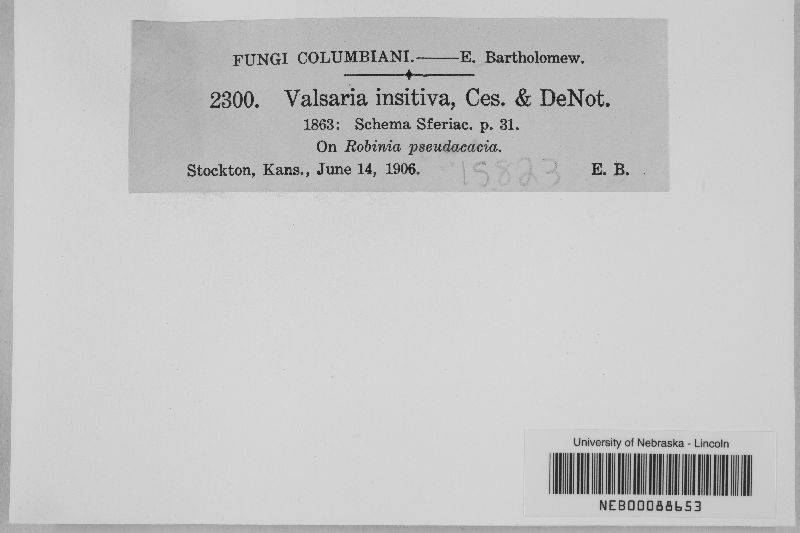 FUNGI COLUMBIANI.——E. Bartholomew.
2300. Valsaria insitiva, Ces. & DeNot.
1863: Schema Sferiac. p. 31.
On Robinia pseudacacia.
Stockton, Kans., June 14, 1906. 15823 E. B.
University of Nebraska - Lincoln
NEB00088653